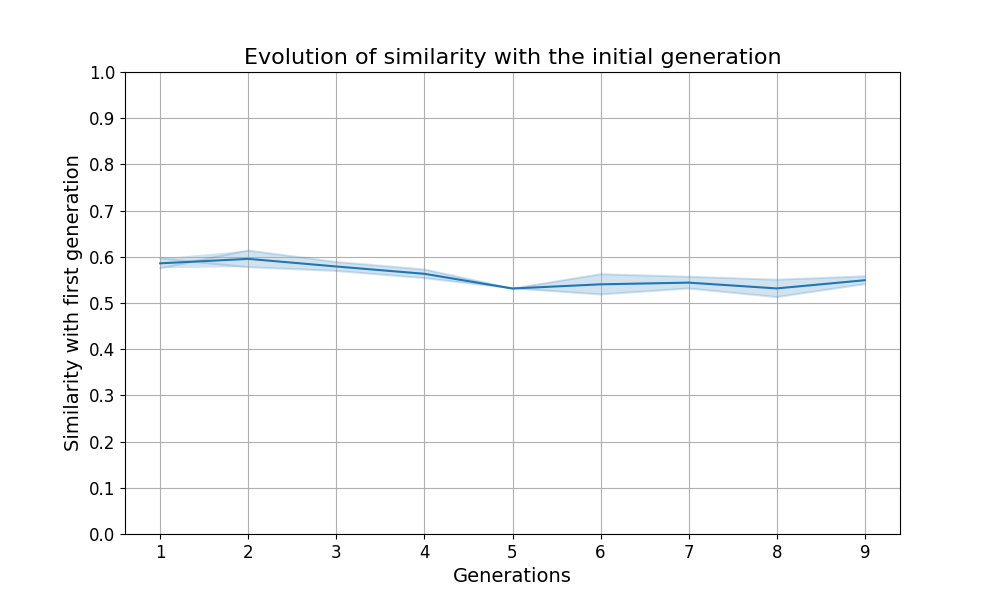 Evolution of similarity with the initial generation
1.0
0.9
0.8
0.7
0.6
0.5
0.4
0.3
0.2
0.1
0.0
Similarity with first generation
1 2 3 4 5 6 7 8 9
Generations